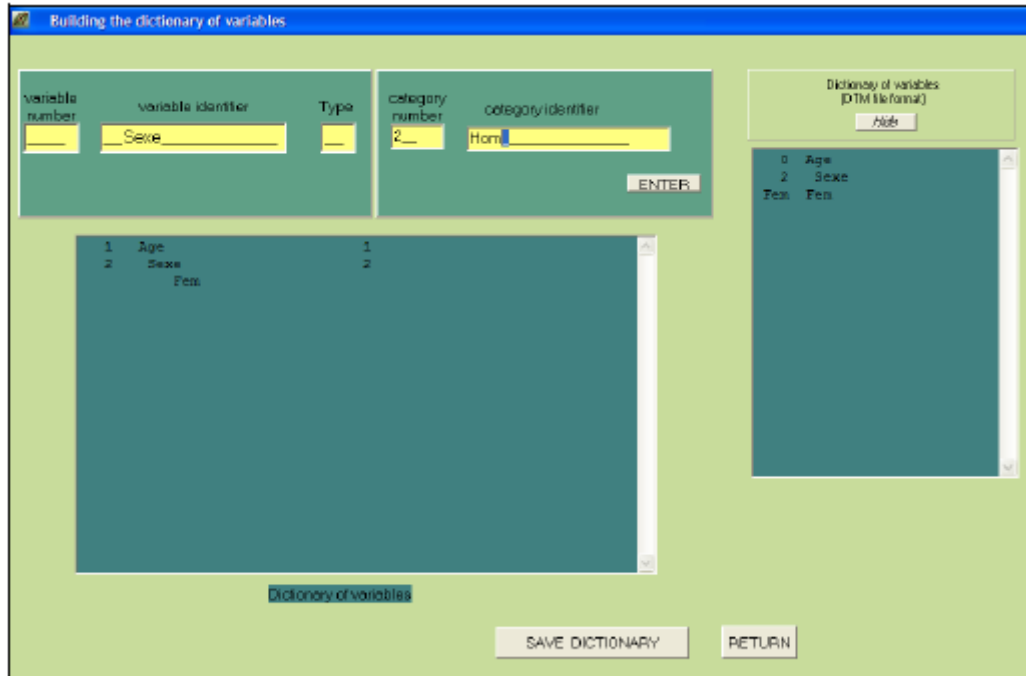 Building the dictionary of variables
variable number
variable identifier
Type
__Sexe__
category number
category identifier
2__
Hom
ENTER
Dictionary of variables
(DTM file format)
Hide
0 Age
2 Sexe
Fem Fem
1 Age 1
2 Sexe 2
Fem
Dictionary of variables
SAVE DICTIONARY
RETURN